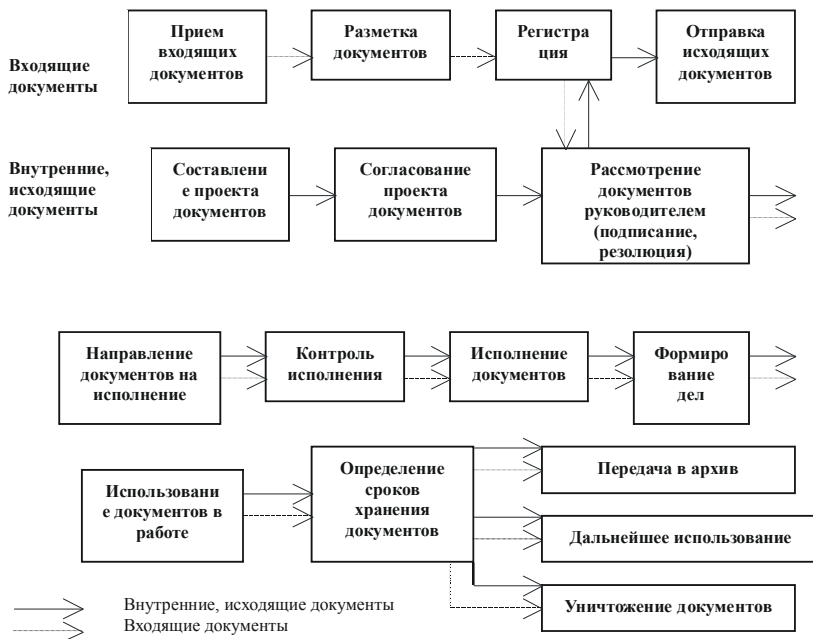 Входящие
документы
Прием
входящих
документов
Разметка
документов
Регистра
ция
Отправка
исходящих
документов
Внутренние,
исходящие
документы
Составлени
е проекта
документов
Согласование
проекта
документов
Рассмотрение
документов
руководителем
(подписание,
резолюция)
Направление
документов на
исполнение
Контроль
исполнения
Исполнение
документов
Формиро
вание
дел
Использовани
е документов в
работе
Определение
сроков
хранения
документов
Передача в архив
Дальнейшее использование
Уничтожение документов
Внутренние, исходящие документы
Входящие документы